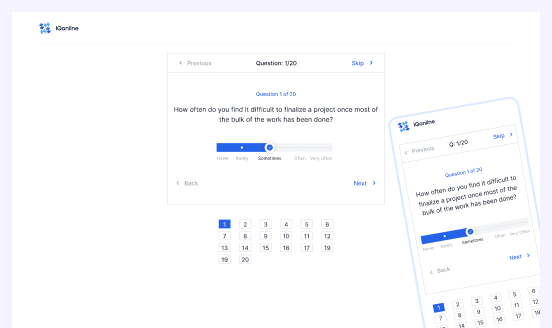 IQonline
Previous
Question: 1/20
Skip
Question 1 of 20
How often do you find it difficult to finalize a project once most of
the bulk of the work has been done?
Never Rarely Sometimes Often Very Often
Back
Next
1 2 3 4 5 6
7 8 9 10 11 12
13 14 15 16 17 19
19 20
IQonline
Previous
Q: 1/20
Skip
Question 1 of 20
How often do you find it difficult to
finalize a project once most of the
bulk of the work has been done?
Never Rarely Sometimes Often Very Often
Back
Next
1 2 3 4 5 6
7 8 9 10 11 12
14 15 16 17 19